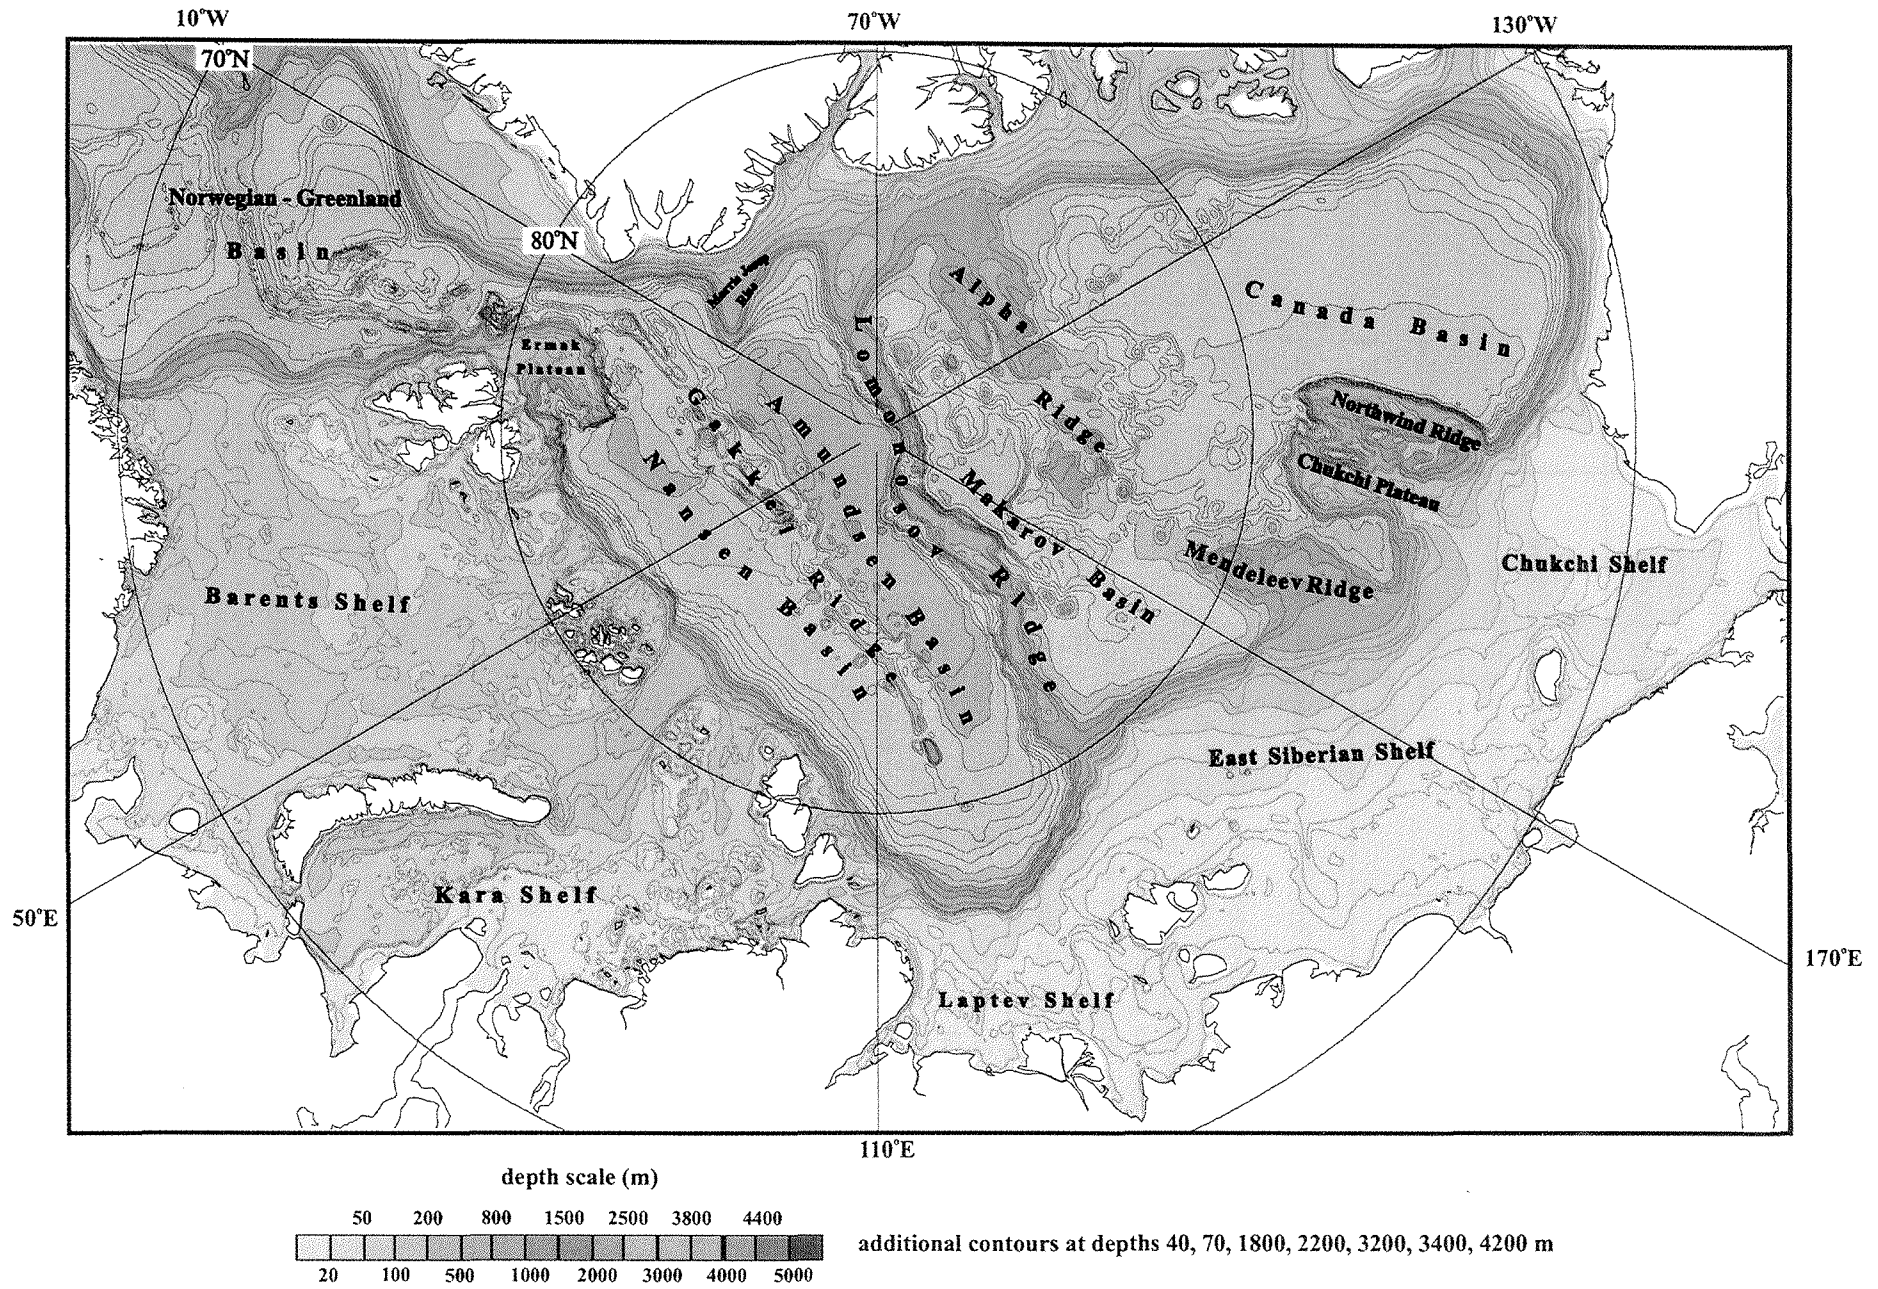 10°W
70°W
130°W
70°N
Norwegian - Greenland
Basin
80°N
Morris Jesup
Rise
Alpha
Ridge
Canada Basin
Ermak
Plateau
Lomonosov Ridge
Gakkel Ridge
Amundsen Basin
Nansen Basin
Makarov Basin
Northwind Ridge
Chukchi Plateau
Mendeleev Ridge
Chukchi Shelf
Barents Shelf
East Siberian Shelf
Kara Shelf
Laptev Shelf
50°E
170°E
110°E
depth scale (m)
50 200 800 1500 2500 3800 4400
20 100 500 1000 2000 3000 4000 5000
additional contours at depths 40, 70, 1800, 2200, 3200, 3400, 4200 m